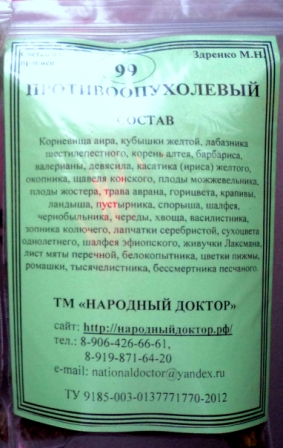 Зdренко М.Н.
99
ПРОТИВООПУХОЛЕВЫЙ
СОСТАВ
Корневища аира, кубышки желтой, лабазника
шестилепестного, корень алтея, барбариса,
валерианы, девясила, касатика (ириса) желтого,
окопника, щавеля конского, плоды можжевельника,
плоды жостера, трава аврана, горицвета, крапивы,
ландыша, пустырника, спорыша, шалфея,
чернобыльника, череды, хвоща, василистника,
зопника колючего, лапчатки серебристой, сухоцвета
однолетнего, шалфея эфиопского, живучки Лаксмана,
лист мяты перечной, белокопытника, цветки пижмы,
ромашки, тысячелистника, бессмертника песчаного.
ТМ «НАРОДНЫЙ ДОКТОР»
сайт: http://народныйдоктор.рф/
тел.: 8-906-426-66-61,
8-919-871-64-20
e-mail: nationaldoctor@yandex.ru
ТУ 9185-003-0137771770-2012